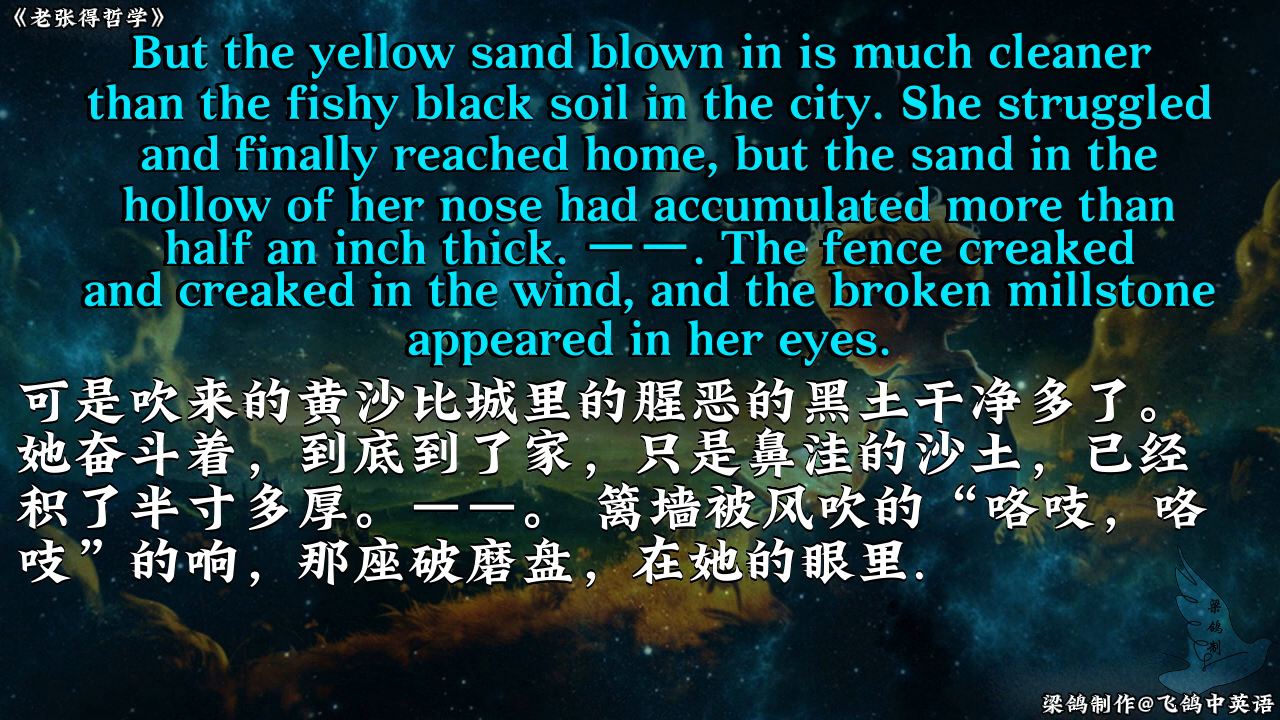 《老张得哲学》
But the yellow sand blown in is much cleaner
than the fishy black soil in the city. She struggled
and finally reached home, but the sand in the
hollow of her nose had accumulated more than
half an inch thick. ——. The fence creaked
and creaked in the wind, and the broken millstone
appeared in her eyes.
可是吹来的黄沙比城里的腥恶的黑土干净多了。
她奋斗着，到底到了家，只是鼻洼的沙土，已经
积了半寸多厚。——。 篱墙被风吹的“咯吱，咯
吱”的响，那座破磨盘，在她的眼里.
梁鸽制
梁鸽制作@飞鸽中英语